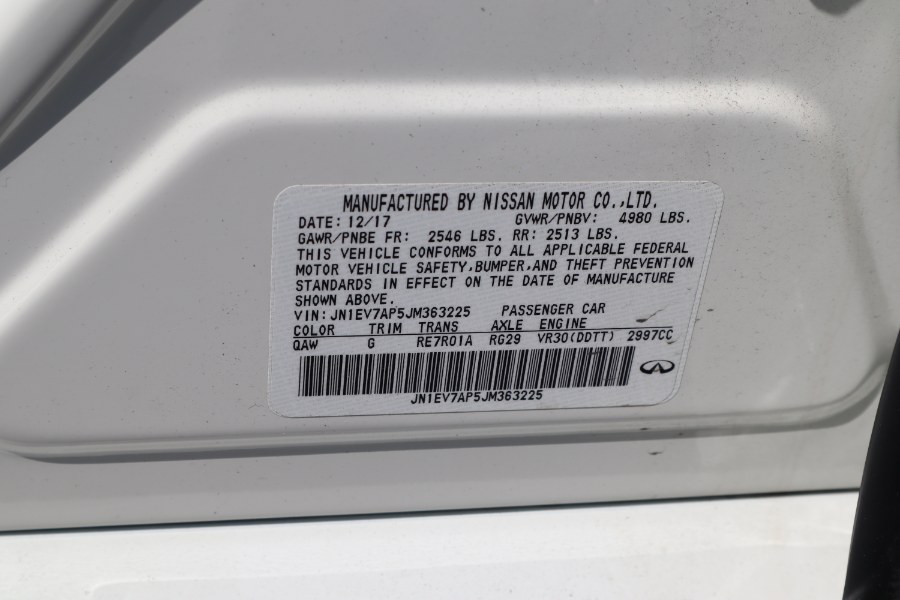 MANUFACTURED BY NISSAN MOTOR CO.,LTD.
DATE: 12/17 GVWR/PNBV: 4980 LBS.
GAWR/PNBE FR: 2546 LBS. RR: 2513 LBS.
THIS VEHICLE CONFORMS TO ALL APPLICABLE FEDERAL
MOTOR VEHICLE SAFETY,BUMPER,AND THEFT PREVENTION
STANDARDS IN EFFECT ON THE DATE OF MANUFACTURE
SHOWN ABOVE.
VIN: JN1EV7AP5JM363225 PASSENGER CAR
COLOR TRIM TRANS AXLE ENGINE
QAW G RE7R01A RG29 VR30(DDTT) 2997CC
JN1EV7AP5JM363225